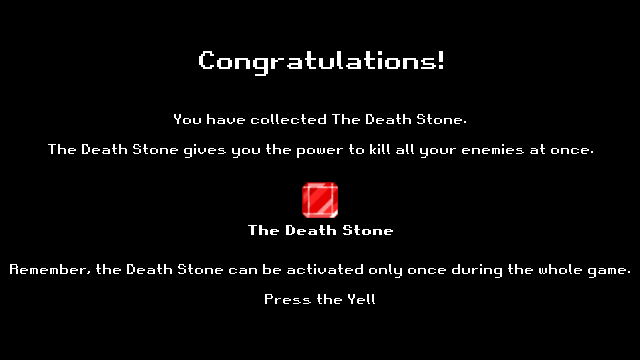 Congratulations!
You have collected The Death Stone.
The Death Stone gives you the power to kill all your enemies at once.
The Death Stone
Remember, the Death Stone can be activated only once during the whole game.
Press the Yell